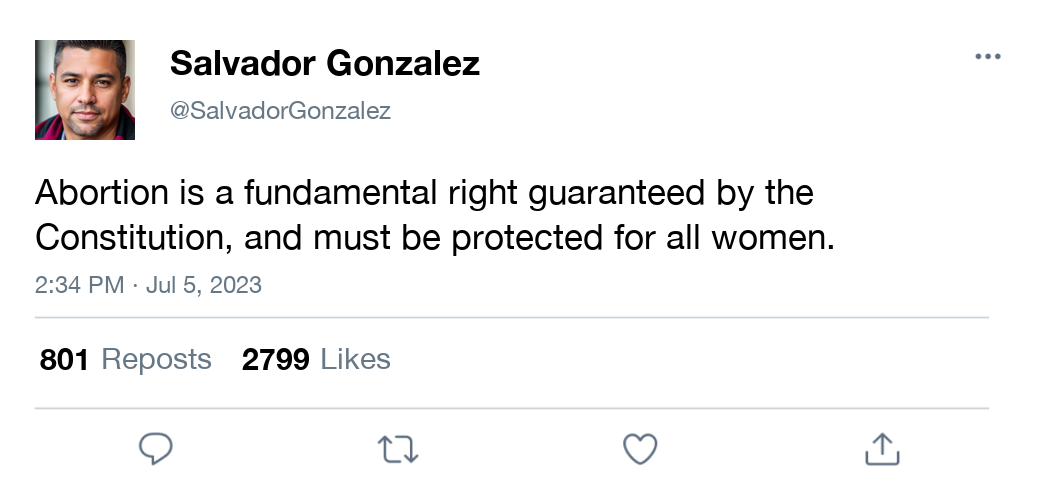 Salvador Gonzalez
@SalvadorGonzalez
Abortion is a fundamental right guaranteed by the
Constitution, and must be protected for all women.
2:34 PM · Jul 5, 2023
801 Reposts 2799 Likes